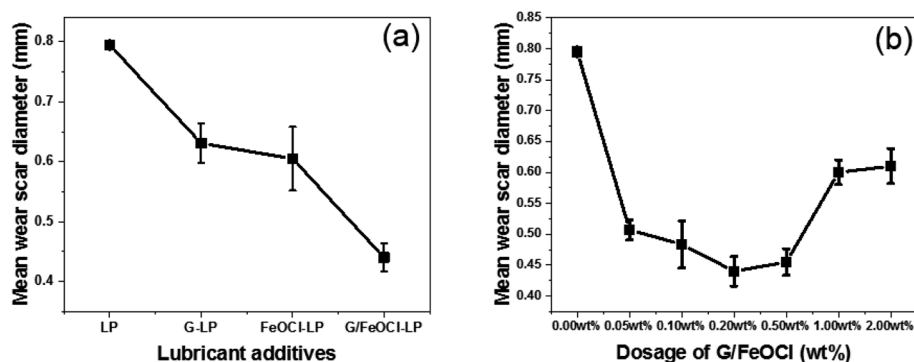 (a)
Mean wear scar diameter (mm)
0.8
0.7
0.6
0.5
0.4
LP G-LP FeOCl-LP G/FeOCl-LP
Lubricant additives
(b)
Mean wear scar diameter (mm)
0.85
0.80
0.75
0.70
0.65
0.60
0.55
0.50
0.45
0.40
0.00wt% 0.05wt% 0.10wt% 0.20wt% 0.50wt% 1.00wt% 2.00wt%
Dosage of G/FeOCl (wt%)